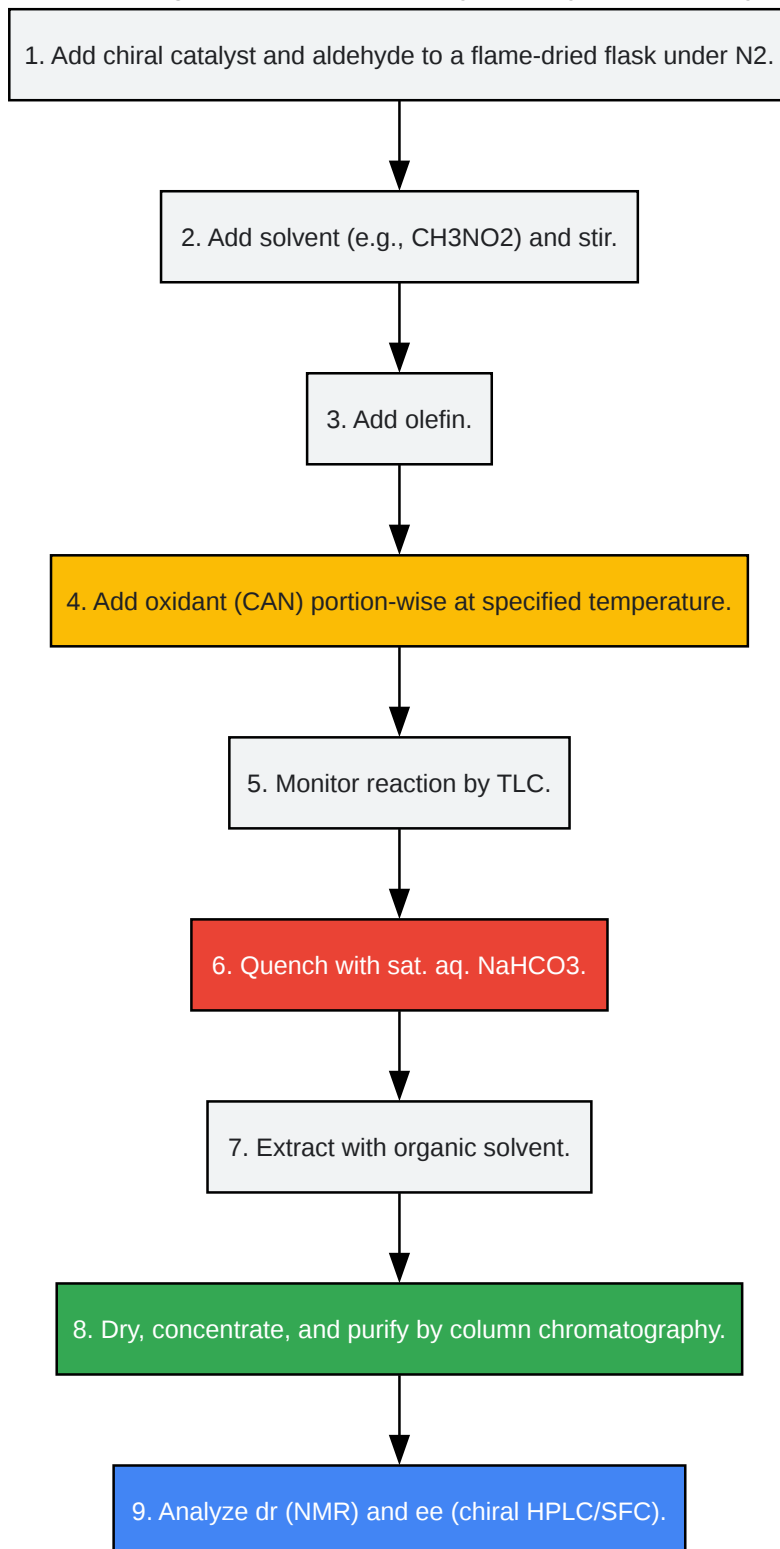 1. Add chiral catalyst and aldehyde to a flame-dried flask under N2.
2. Add solvent (e.g., CH3NO2) and stir.
3. Add olefin.
4. Add oxidant (CAN) portion-wise at specified temperature.
5. Monitor reaction by TLC.
6. Quench with sat. aq. NaHCO3.
7. Extract with organic solvent.
8. Dry, concentrate, and purify by column chromatography.
9. Analyze dr (NMR) and ee (chiral HPLC/SFC).